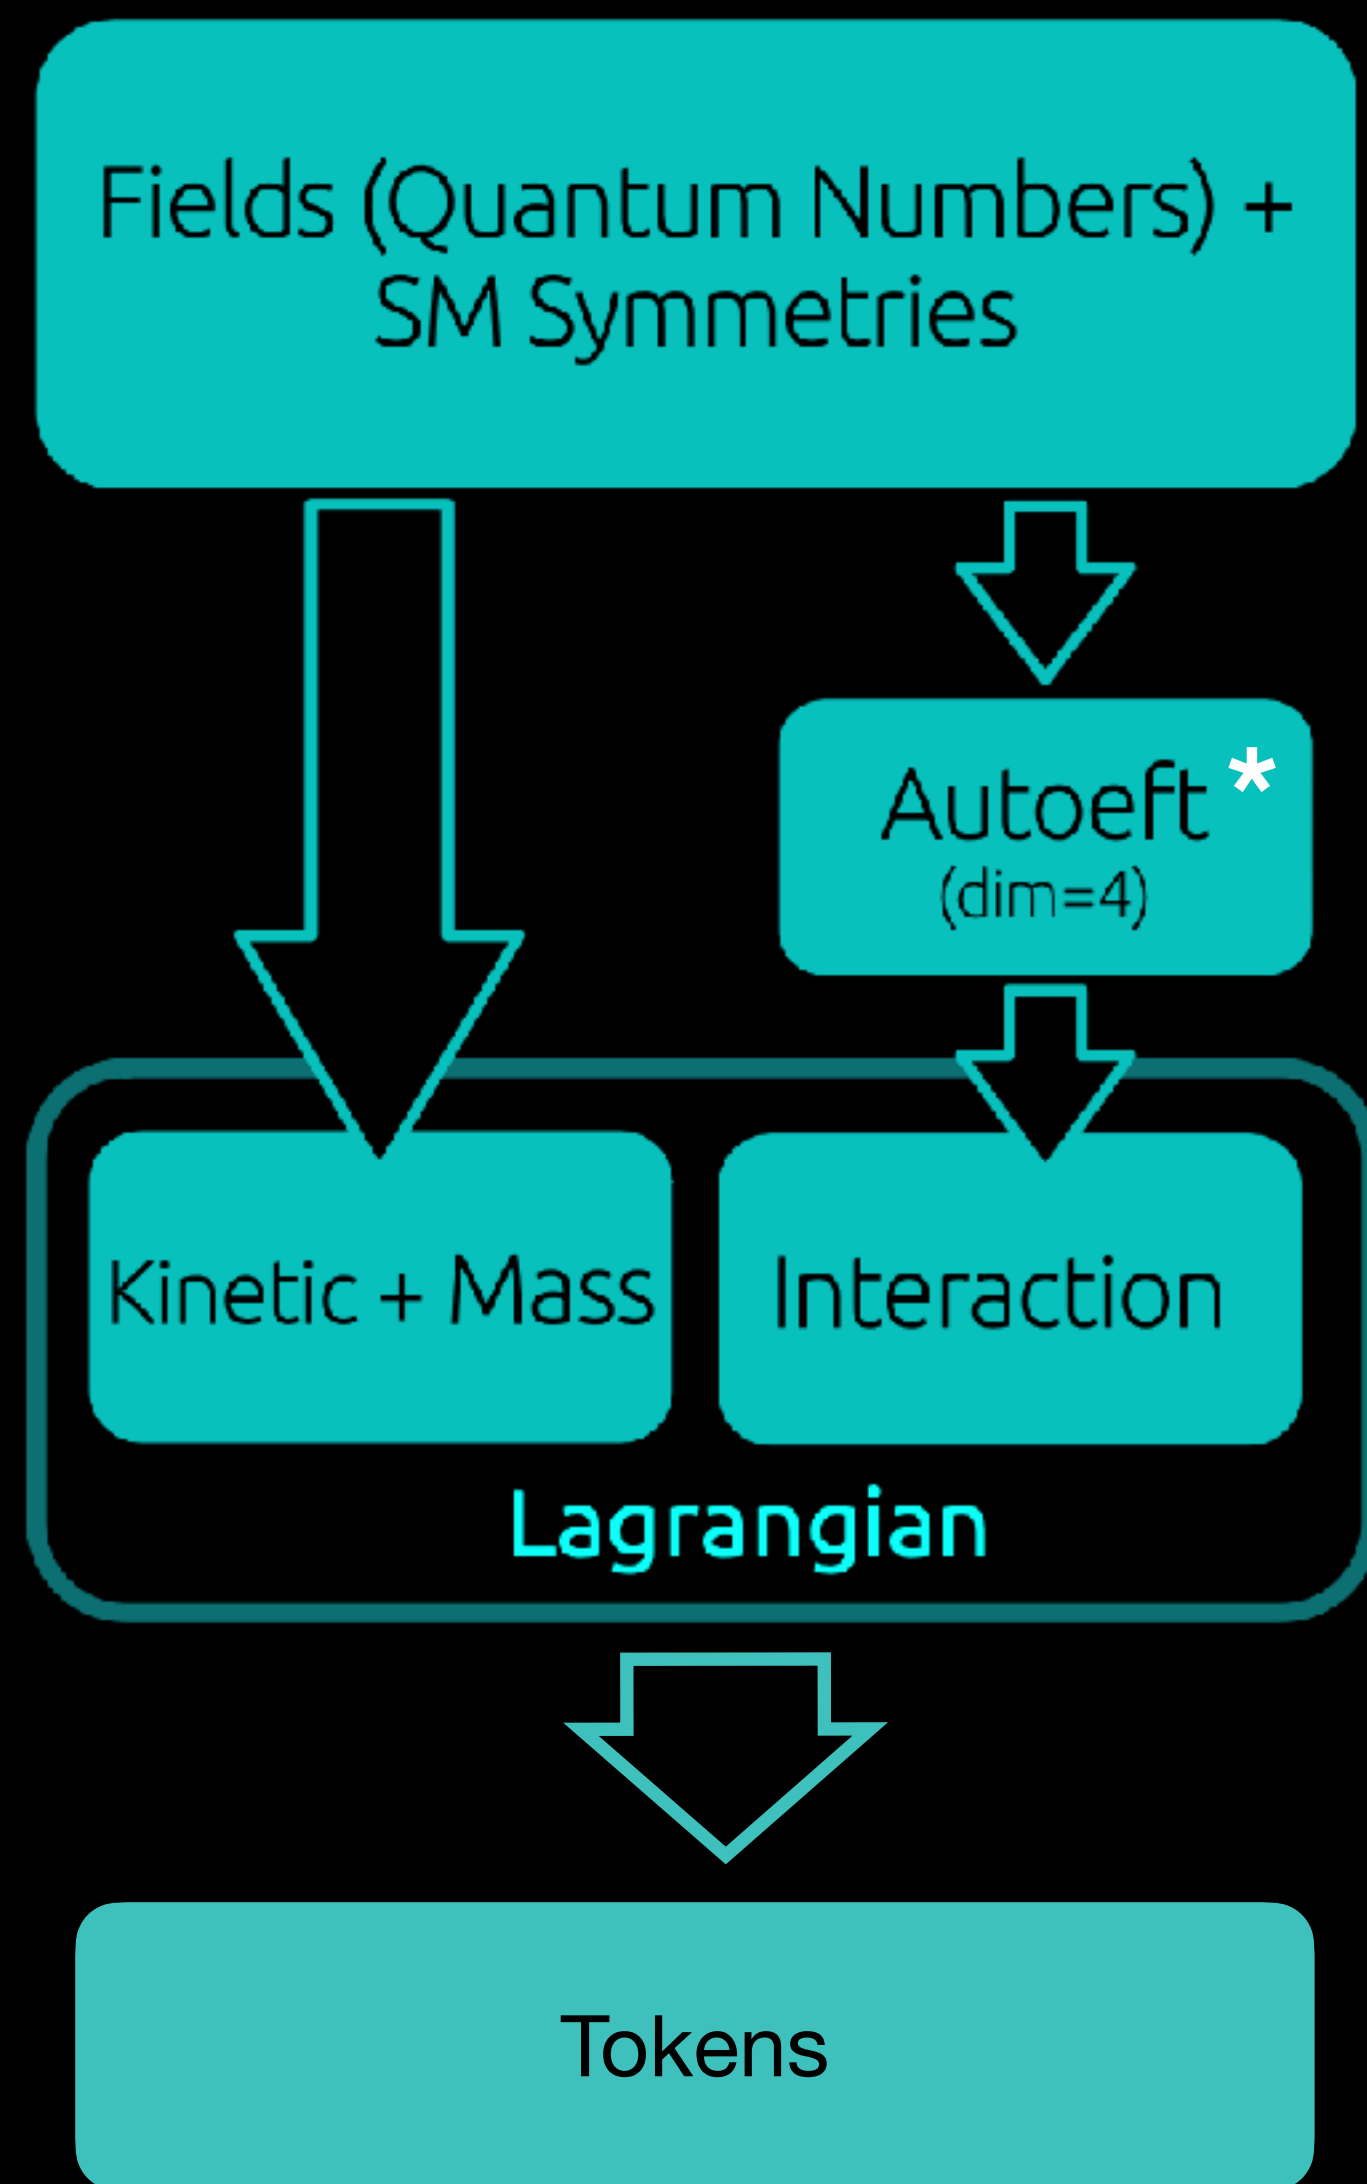 Fields (Quantum Numbers) +
SM Symmetries
Autoeft *
(dim=4)
Kinetic + Mass
Interaction
Lagrangian
Tokens